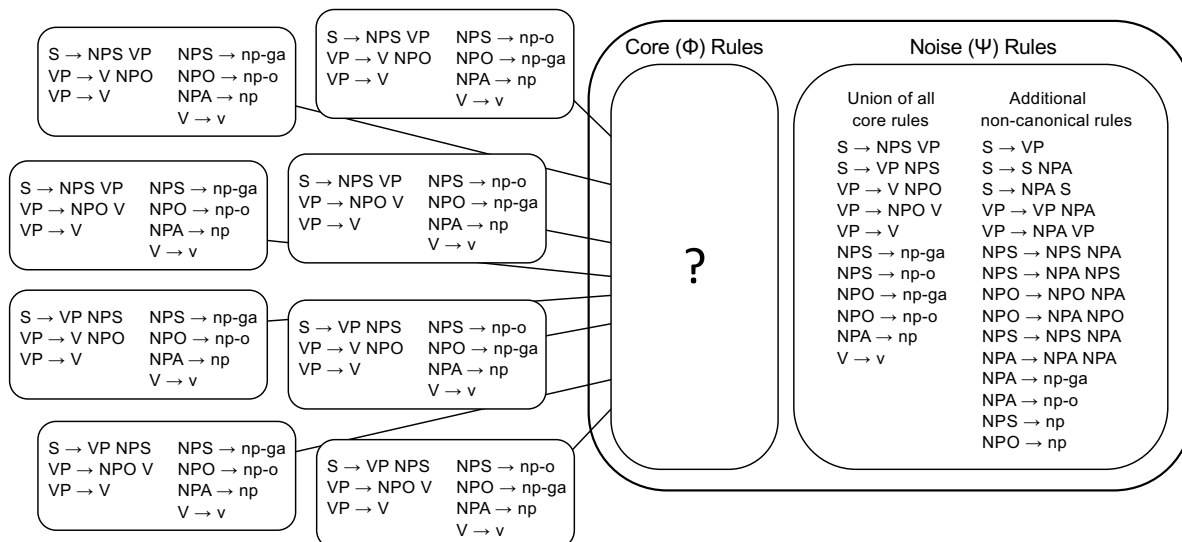 S → NPS VP NPS → np-ga
VP → V NPO NPO → np-o
VP → V NPA → np
V → v
S → NPS VP NPS → np-o
VP → V NPO NPO → np-ga
VP → V NPA → np
V → v
S → NPS VP NPS → np-ga
VP → NPO V NPO → np-o
VP → V NPA → np
V → v
S → NPS VP NPS → np-o
VP → NPO V NPO → np-ga
VP → V NPA → np
V → v
S → VP NPS NPS → np-ga
VP → V NPO NPO → np-o
VP → V NPA → np
V → v
S → VP NPS NPS → np-o
VP → V NPO NPO → np-ga
VP → V NPA → np
V → v
S → VP NPS NPS → np-ga
VP → NPO V NPO → np-o
VP → V NPA → np
V → v
S → VP NPS NPS → np-o
VP → NPO V NPO → np-ga
VP → V NPA → np
V → v
Core (Φ) Rules
?
Noise (Ψ) Rules
Union of all
core rules
S → NPS VP
S → VP NPS
VP → V NPO
VP → NPO V
VP → V
NPS → np-ga
NPS → np-o
NPO → np-ga
NPO → np-o
NPA → np
V → v
Additional
non-canonical rules
S → VP
S → S NPA
S → NPA S
VP → VP NPA
VP → NPA VP
NPS → NPS NPA
NPS → NPA NPS
NPO → NPO NPA
NPO → NPA NPO
NPS → NPS NPA
NPA → NPA NPA
NPA → np-ga
NPA → np-o
NPS → np
NPO → np